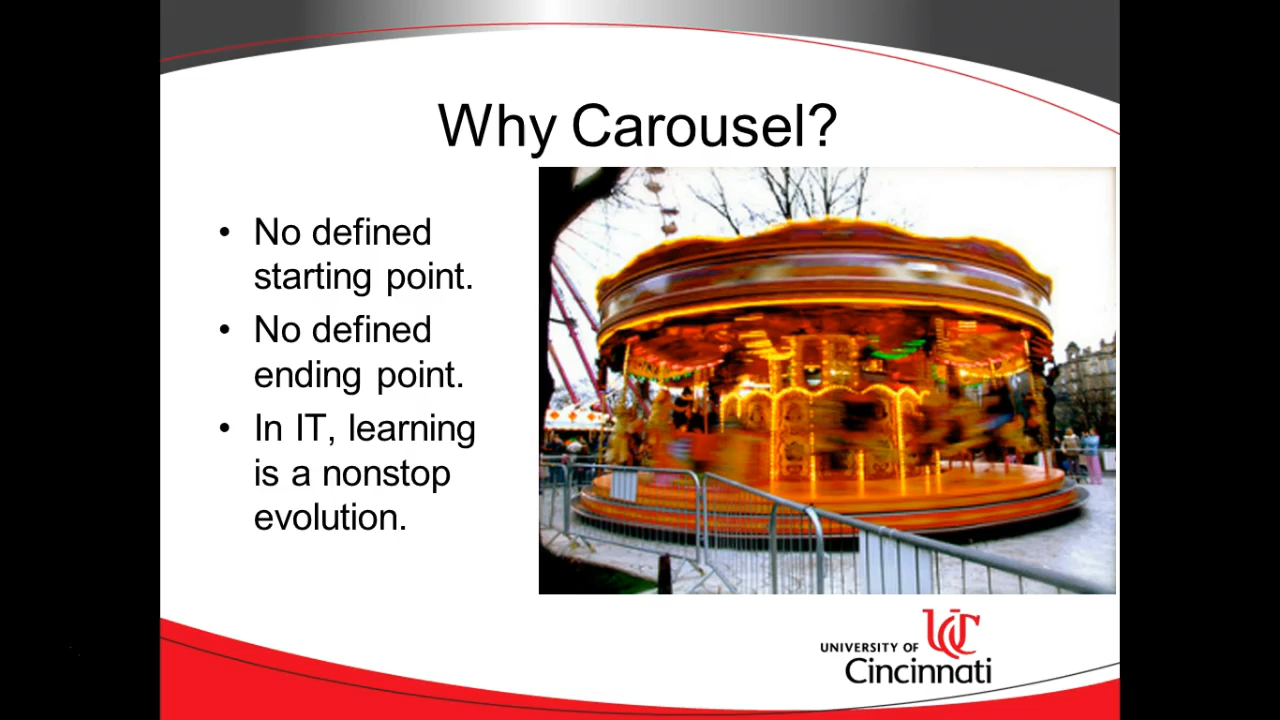 Why Carousel?
• No defined
starting point.
• No defined
ending point.
• In IT, learning
is a nonstop
evolution.
UC
UNIVERSITY OF
Cincinnati